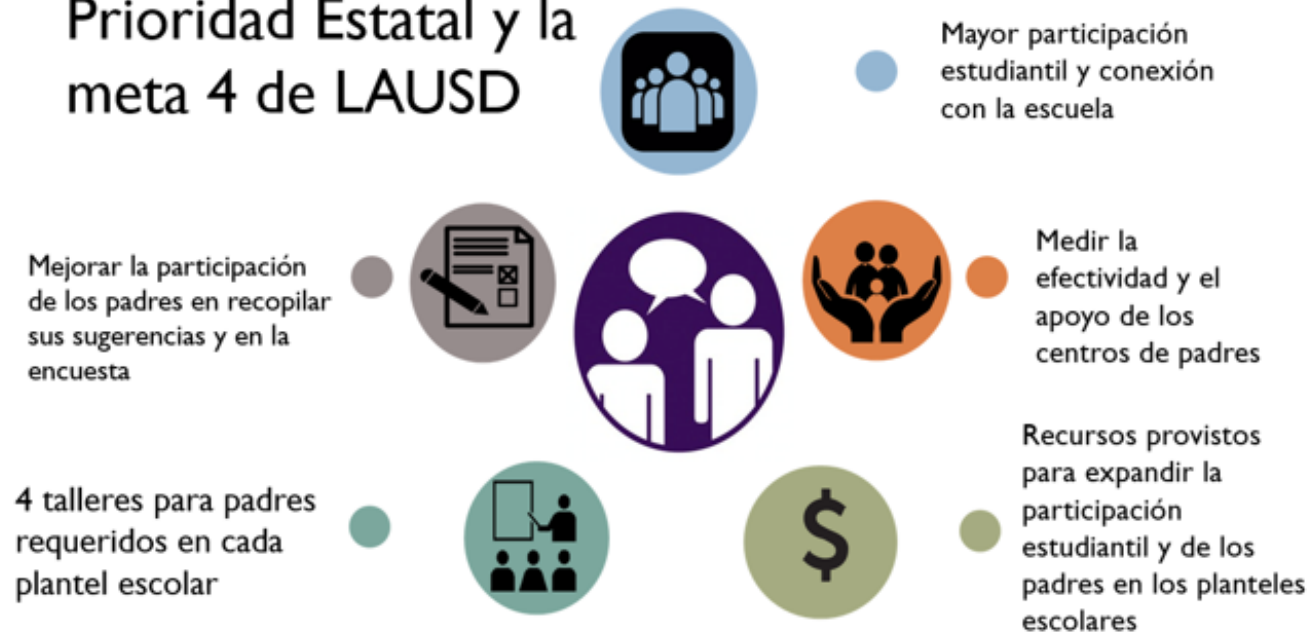 Prioridad Estatal y la
meta 4 de LAUSD
Mayor participación
estudiantil y conexión
con la escuela
Mejorar la participación
de los padres en recopilar
sus sugerencias y en la
encuesta
Medir la
efectividad y el
apoyo de los
centros de padres
4 talleres para padres
requeridos en cada
plantel escolar
$
Recursos provistos
para expandir la
participación
estudiantil y de los
padres en los planteles
escolares